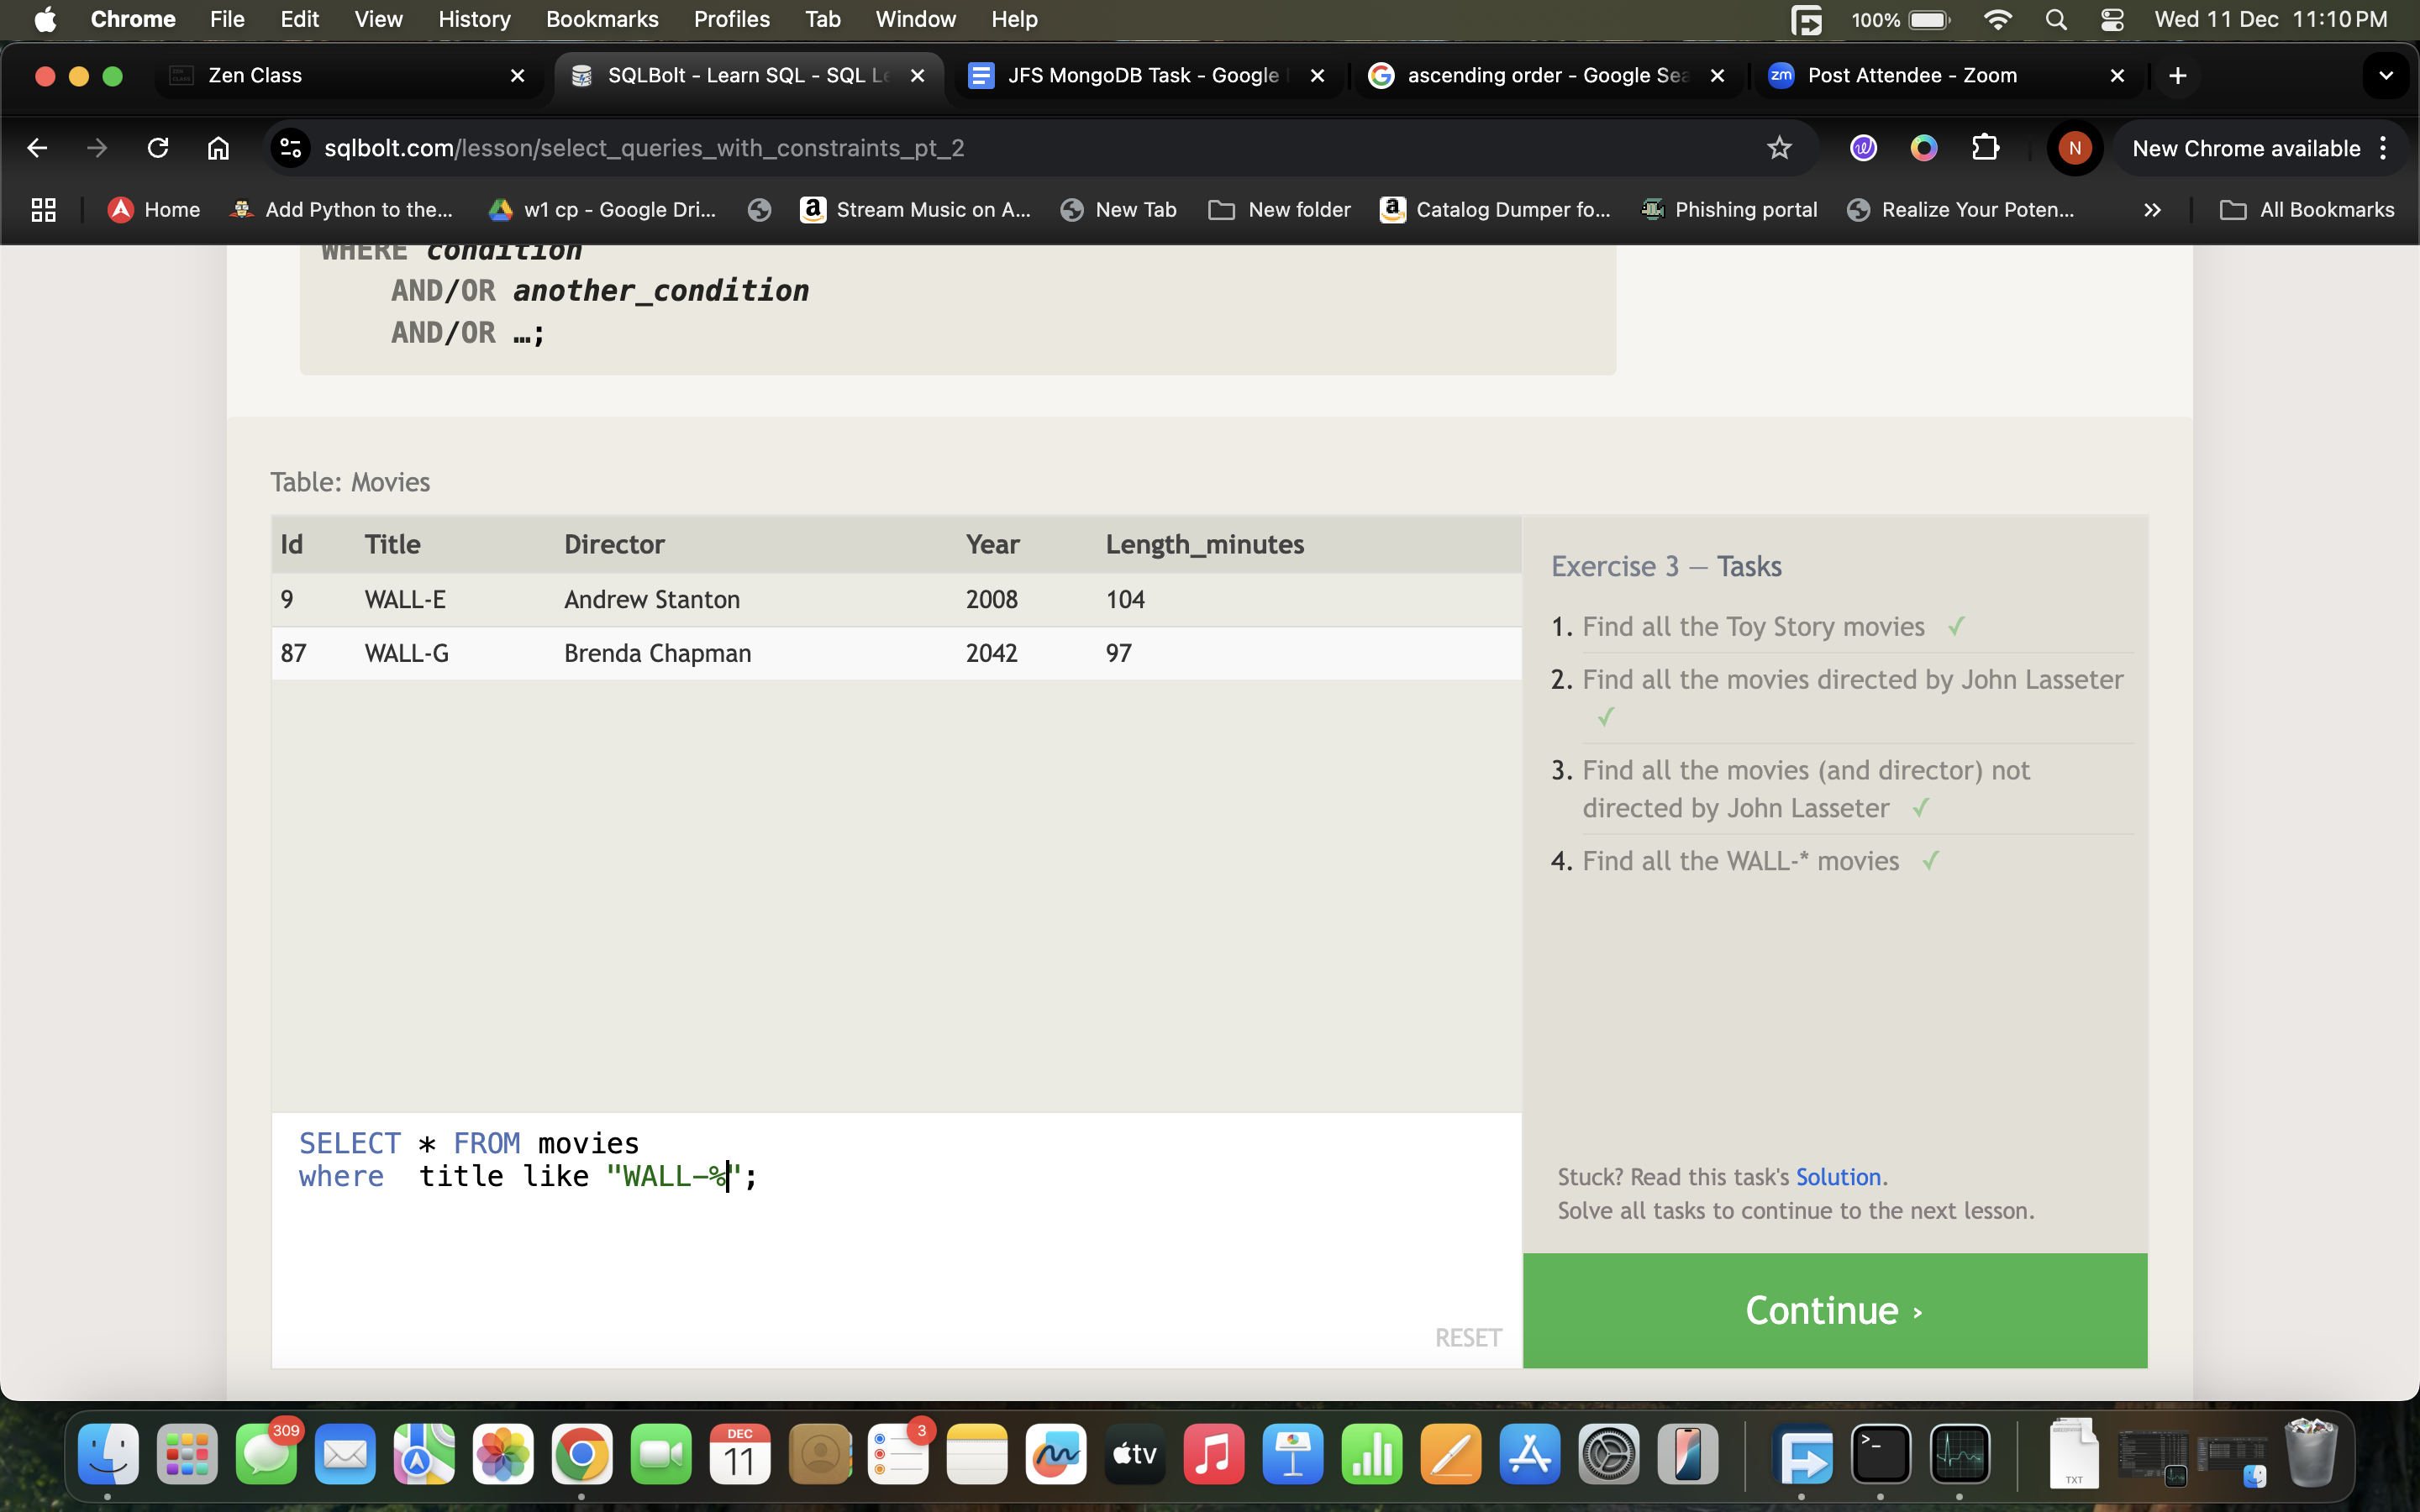 Chrome File Edit View History Bookmarks Profiles Tab Window Help 100% Wed 11 Dec 11:10 PM
Zen Class SQLBolt - Learn SQL - SQL Le JFS MongoDB Task - Google ascending order - Google Sea zm Post Attendee - Zoom
sqlbolt.com/lesson/select_queries_with_constraints_pt_2 N New Chrome available
Home Add Python to the... w1 cp - Google Dri... Stream Music on A... New Tab New folder Catalog Dumper fo... Phishing portal Realize Your Poten... All Bookmarks
WHERE condition
AND/OR another_condition
AND/OR …;
Table: Movies
Id Title Director Year Length_minutes
9 WALL-E Andrew Stanton 2008 104
87 WALL-G Brenda Chapman 2042 97
Exercise 3 — Tasks
1. Find all the Toy Story movies ✓
2. Find all the movies directed by John Lasseter
✓
3. Find all the movies (and director) not
directed by John Lasseter ✓
4. Find all the WALL-* movies ✓
SELECT * FROM movies
where  title like "WALL-%";
RESET
Stuck? Read this task's Solution.
Solve all tasks to continue to the next lesson.
Continue ›
309 DEC 11 3 tv >_ TXT